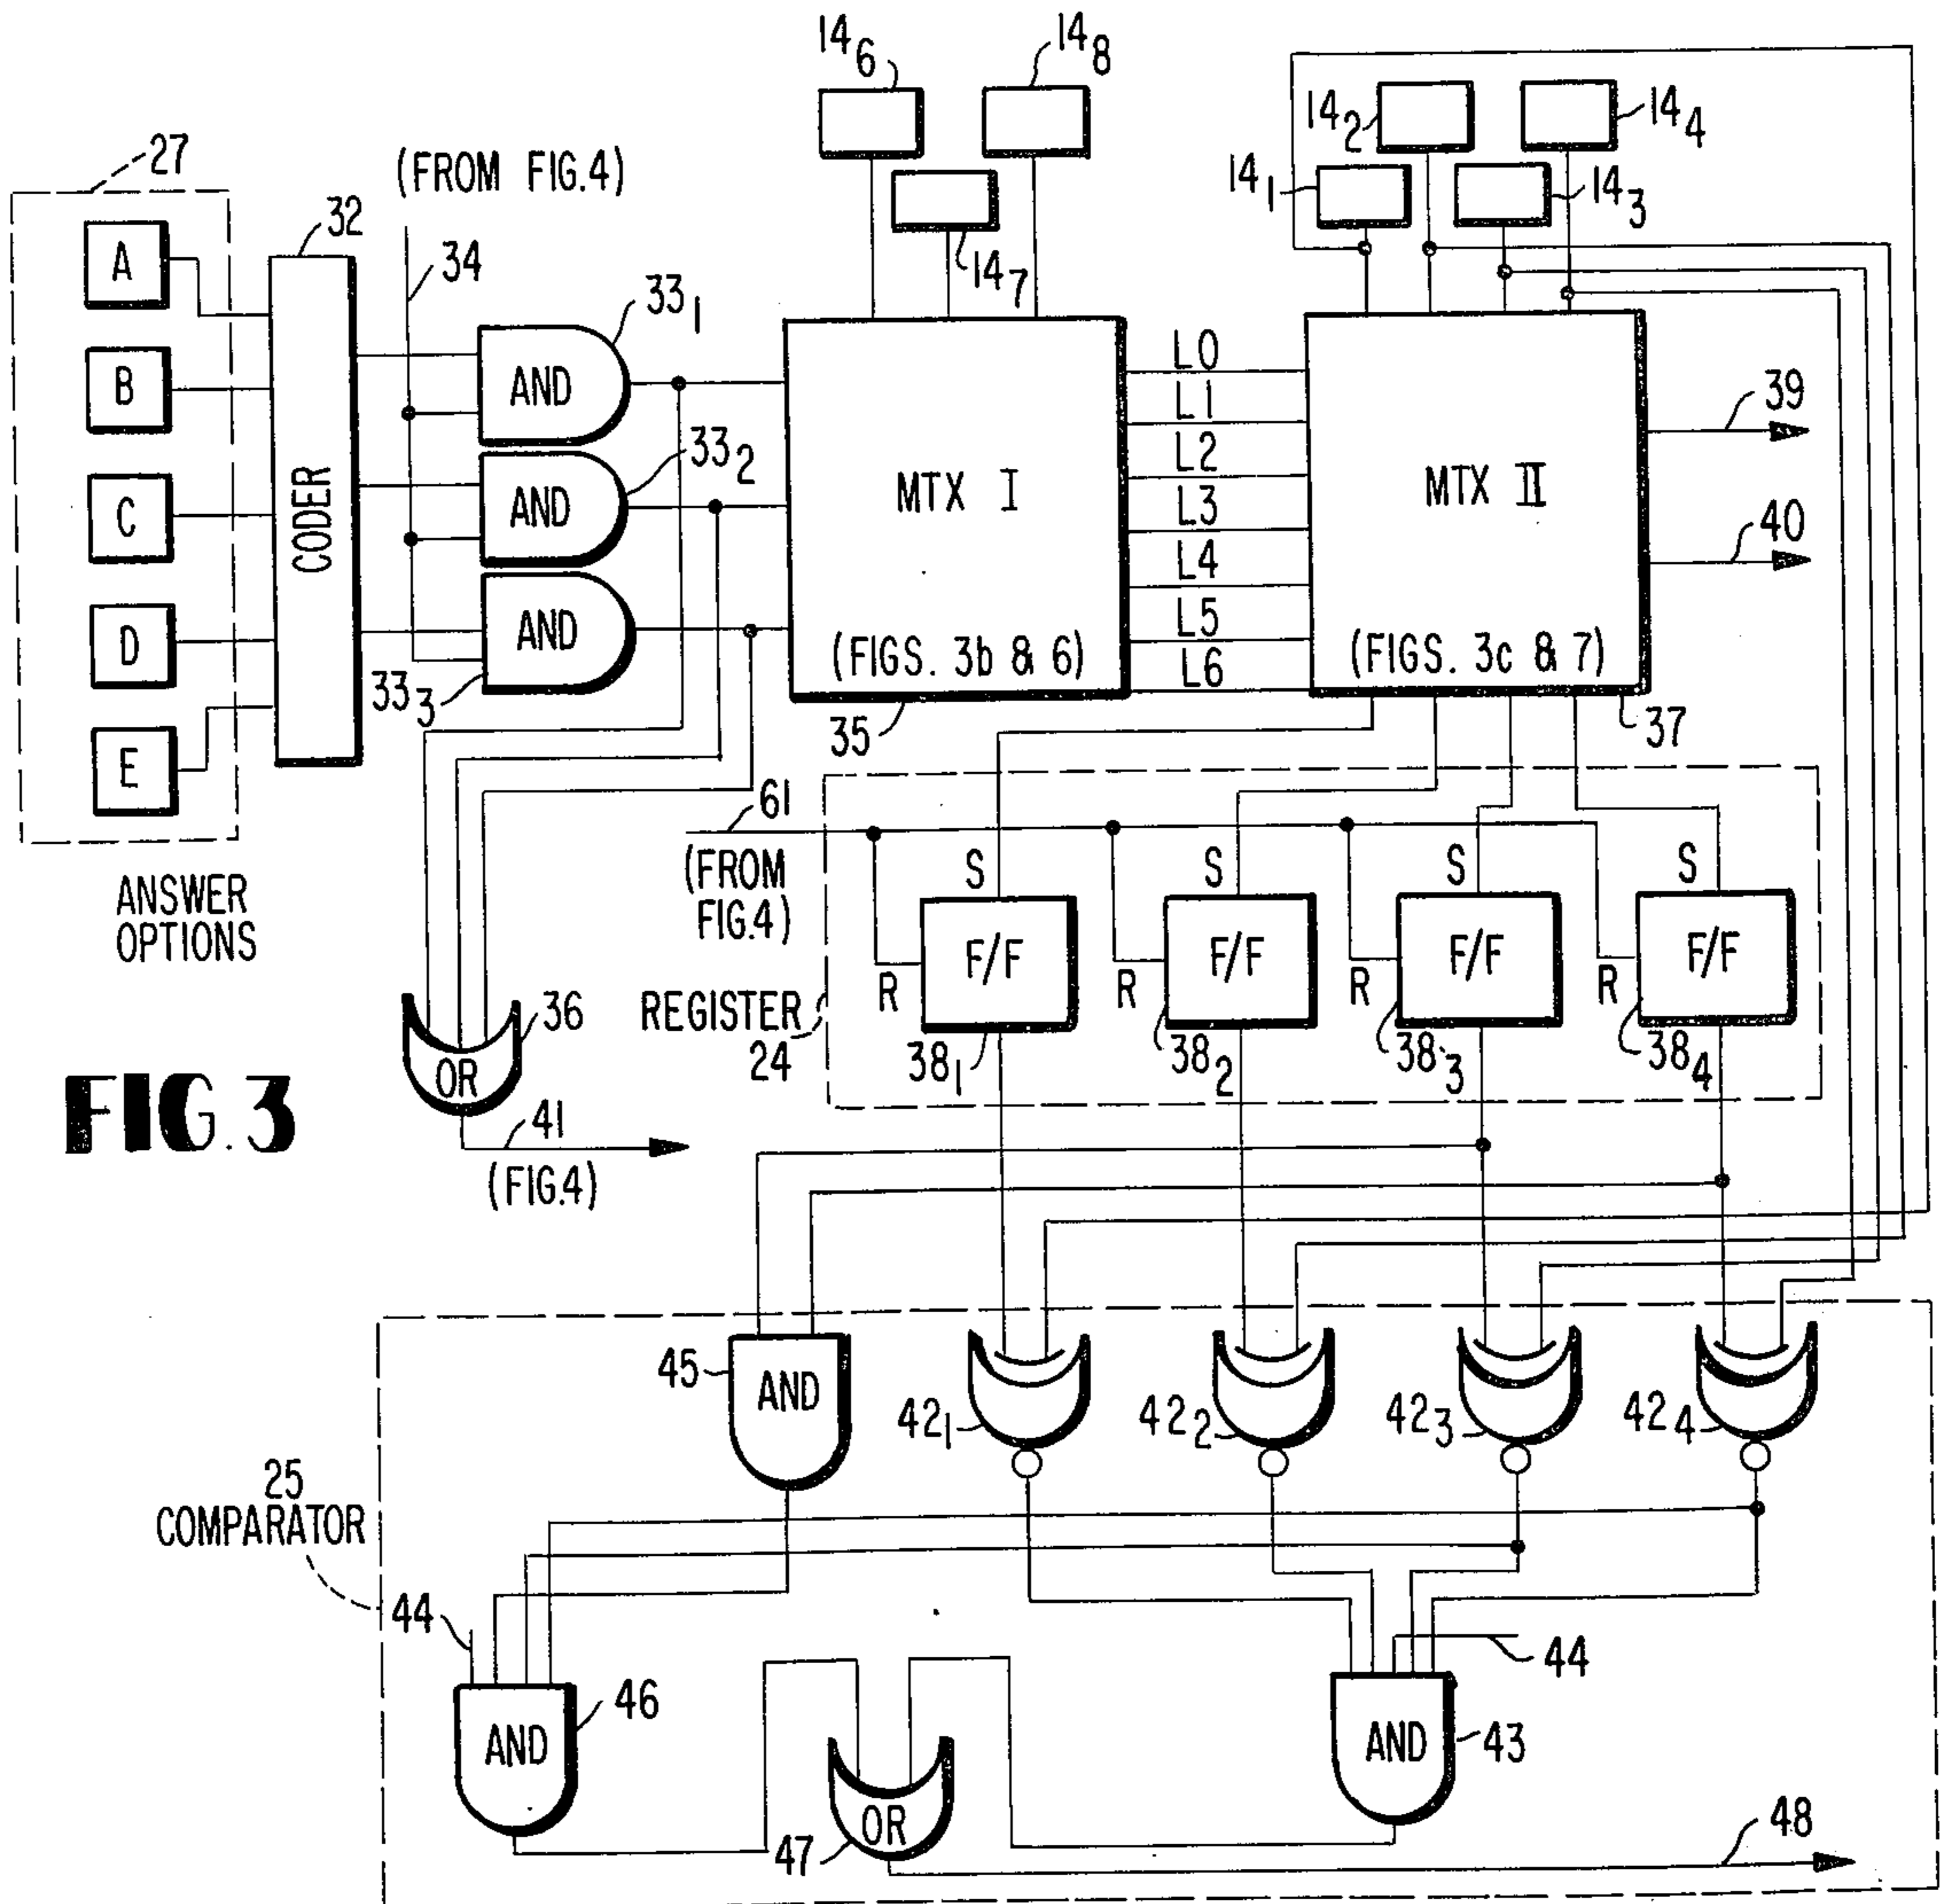 14₆
14₈
14₂
14₄
27
(FROM FIG.4)
14₁
14₃
32
A
34
14₇
33₁
L0
39
B
AND
L1
33₂
L2
MTX I
MTX II
C
CODER
AND
L3
40
L4
D
AND
L5
(FIGS. 3b & 6)
(FIGS. 3c & 7)
L6
33₃
35
37
E
61
(FROM
FIG.4)
S
S
S
S
ANSWER
OPTIONS
F/F
F/F
F/F
F/F
R
R
R
R
REGISTER
24
36
OR
38₁
38₂
38₃
38₄
FIG. 3
41
(FIG.4)
45
AND
42₁
42₂
42₃
42₄
25
COMPARATOR
44
44
46
AND
AND
43
OR
47
48